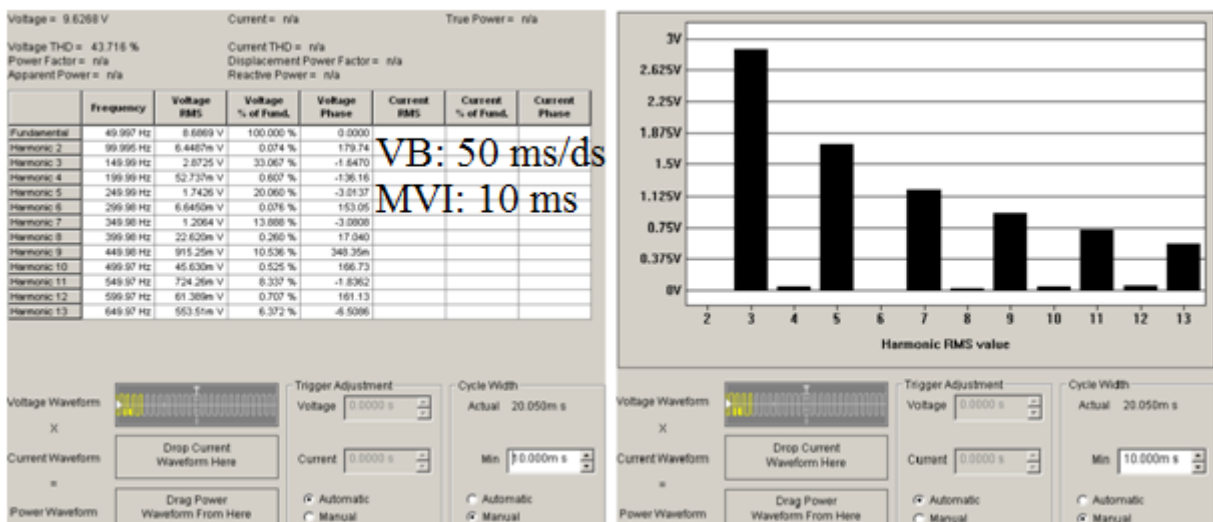 Voltage = 9.6268 V Current = n/a True Power = n/a
Voltage THD = 43.716 % Current THD = n/a
Power Factor = n/a Displacement Power Factor = n/a
Apparent Power = n/a Reactive Power = n/a
Frequency Voltage RMS Voltage % of Fund. Voltage Phase Current RMS Current % of Fund. Current Phase
Fundamental 49.997 Hz 8.6869 V 100.000 % 0.0000
Harmonic 2 99.995 Hz 6.4487m V 0.074 % 179.74
Harmonic 3 149.99 Hz 2.8725 V 33.067 % -1.6470
Harmonic 4 199.99 Hz 52.737m V 0.607 % -136.16
Harmonic 5 249.99 Hz 1.7426 V 20.060 % -3.0137
Harmonic 6 299.98 Hz 6.6450m V 0.076 % 153.05
Harmonic 7 349.98 Hz 1.2064 V 13.888 % -3.0808
Harmonic 8 399.98 Hz 22.620m V 0.260 % 17.040
Harmonic 9 449.98 Hz 915.25m V 10.536 % 348.35m
Harmonic 10 499.97 Hz 45.630m V 0.525 % 166.73
Harmonic 11 549.97 Hz 724.26m V 8.337 % -1.8362
Harmonic 12 599.97 Hz 61.389m V 0.707 % 161.13
Harmonic 13 649.97 Hz 553.51m V 6.372 % -6.5086
VB: 50 ms/ds
MVI: 10 ms
Trigger Adjustment Cycle Width
Voltage Waveform Voltage 0.0000 s Actual 20.050m s
X
Drop Current Waveform Here
Current Waveform Current 0.0000 s Min 10.000m s
=
Drag Power Waveform From Here
Power Waveform
Automatic Automatic
Manual Manual
3V
2.625V
2.25V
1.875V
1.5V
1.125V
0.75V
0.375V
0V
2 3 4 5 6 7 8 9 10 11 12 13
Harmonic RMS value
Trigger Adjustment Cycle Width
Voltage Waveform Voltage 0.0000 s Actual 20.050m s
X
Drop Current Waveform Here
Current Waveform Current 0.0000 s Min 10.000m s
=
Drag Power Waveform From Here
Power Waveform
Automatic Automatic
Manual Manual